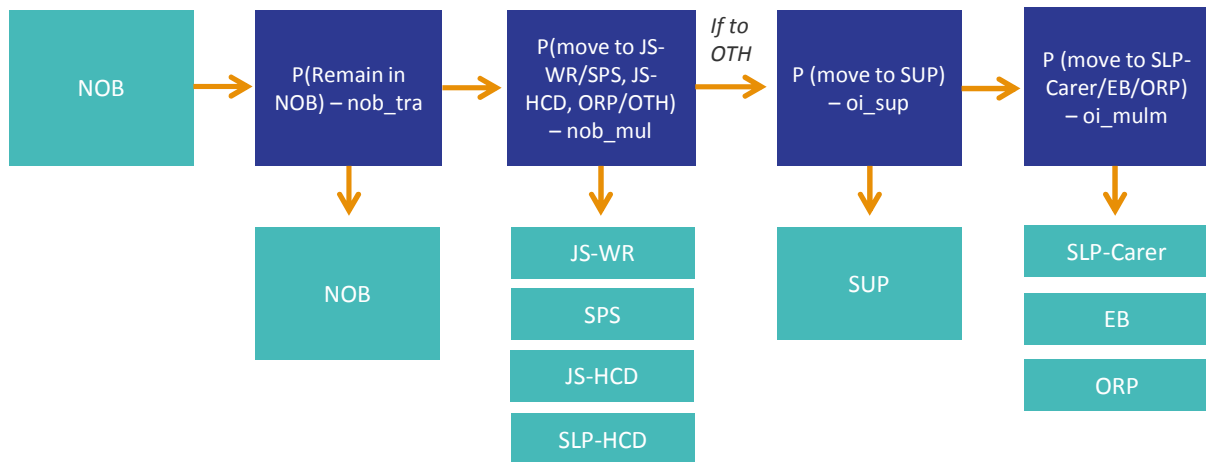 NOB
P(Remain in
NOB) – nob_tra
P(move to JS-
WR/SPS, JS-
HCD, ORP/OTH)
– nob_mul
If to
OTH
P (move to SUP)
– oi_sup
P (move to SLP-
Carer/EB/ORP)
– oi_mulm
NOB
JS-WR
SPS
JS-HCD
SLP-HCD
SUP
SLP-Carer
EB
ORP